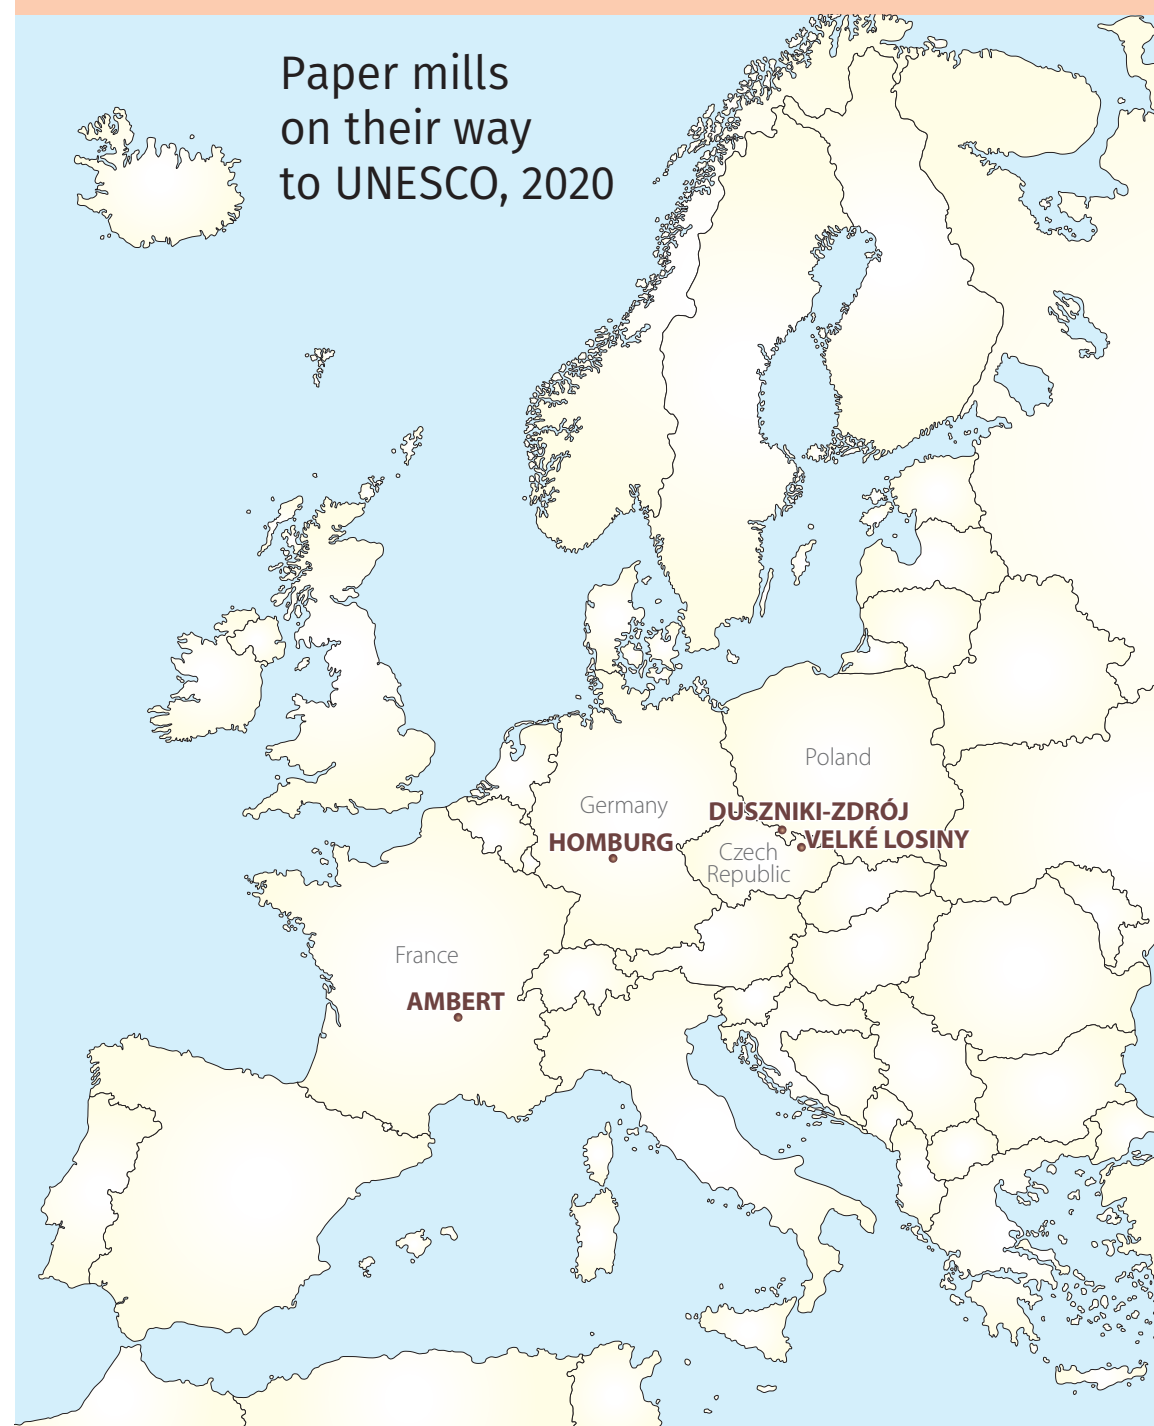 Paper mills
on their way
to UNESCO, 2020
Poland
Germany
DUSZNIKI-ZDRÓJ
HOMBURG
VELKÉ LOSINY
Czech
Republic
France
AMBERT